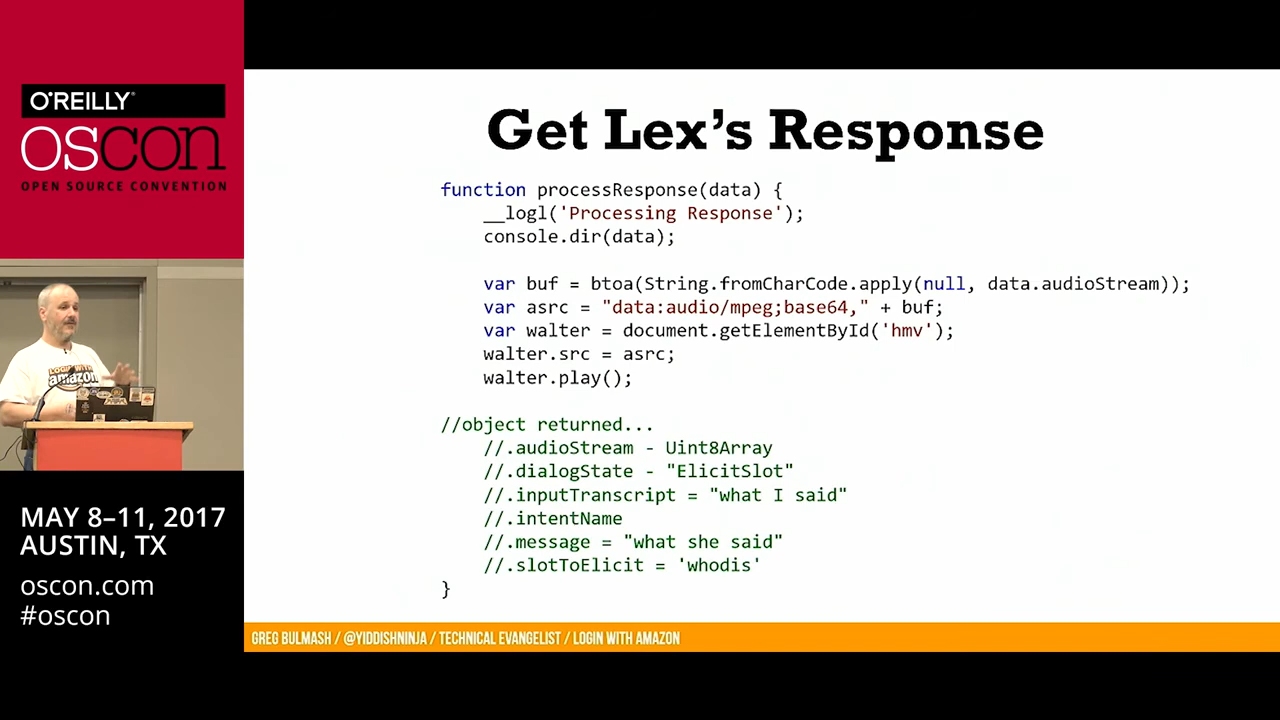 O'REILLY®
OSCON
OPEN SOURCE CONVENTION
MAY 8–11, 2017
AUSTIN, TX
oscon.com
#oscon
LOGIN WITH
amazon
Get Lex's Response
function processResponse(data) {
    __logl('Processing Response');
    console.dir(data);
    var buf = btoa(String.fromCharCode.apply(null, data.audioStream));
    var asrc = "data:audio/mpeg;base64," + buf;
    var walter = document.getElementById('hmv');
    walter.src = asrc;
    walter.play();
//object returned...
    //.audioStream - Uint8Array
    //.dialogState - "ElicitSlot"
    //.inputTranscript = "what I said"
    //.intentName
    //.message = "what she said"
    //.slotToElicit = 'whodis'
}
GREG BULMASH / @YIDDISHNINJA / TECHNICAL EVANGELIST / LOGIN WITH AMAZON